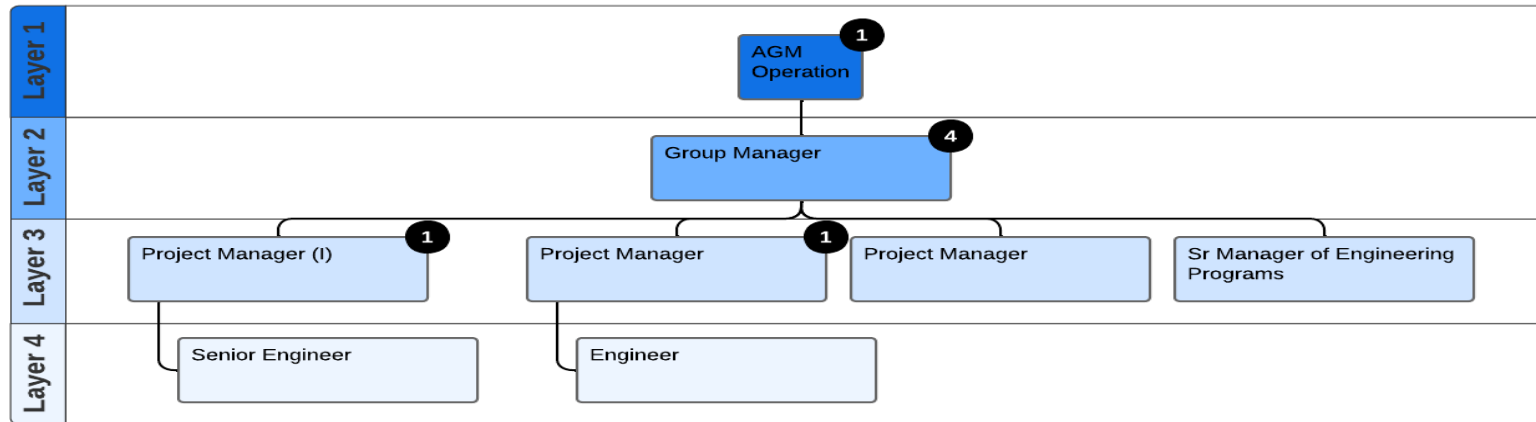 Layer 1
AGM
Operation
1
Layer 2
Group Manager
4
Layer 3
Project Manager (I)
1
Project Manager
1
Project Manager
Sr Manager of Engineering
Programs
Layer 4
Senior Engineer
Engineer